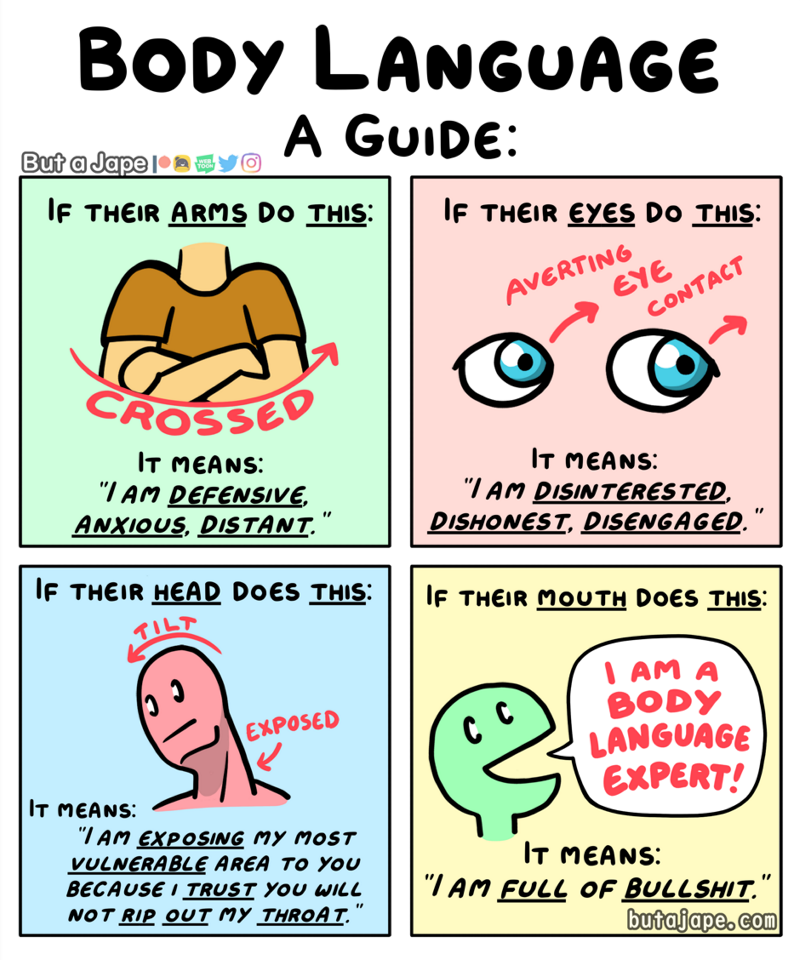 BODY LANGUAGE
A GUIDE:
But a Jape
WEB
TOON
IF THEIR ARMS DO THIS:
CROSSED
IT MEANS:
"I AM DEFENSIVE,
ANXIOUS, DISTANT."
IF THEIR EYES DO THIS:
AVERTING
EYE
CONTACT
IT MEANS:
"I AM DISINTERESTED,
DISHONEST, DISENGAGED."
IF THEIR HEAD DOES THIS:
TILT
EXPOSED
IT MEANS:
"I AM EXPOSING MY MOST
VULNERABLE AREA TO YOU
BECAUSE I TRUST YOU WILL
NOT RIP OUT MY THROAT."
IF THEIR MOUTH DOES THIS:
I AM A
BODY
LANGUAGE
EXPERT!
IT MEANS:
"I AM FULL OF BULLSHIT."
butajape.com